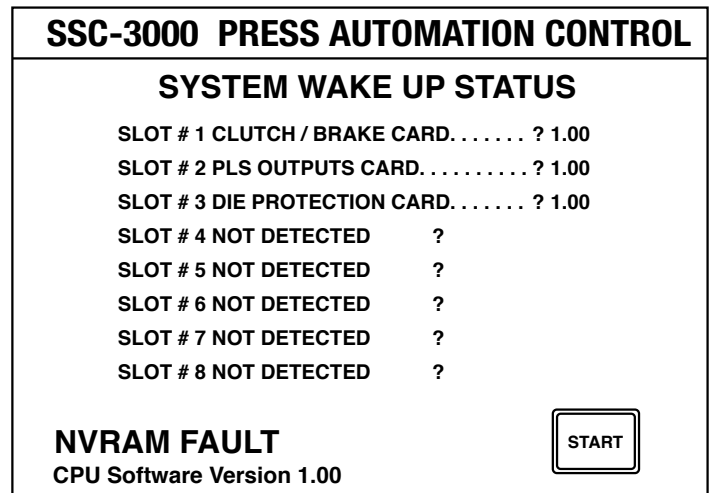 SSC-3000 PRESS AUTOMATION CONTROL
SYSTEM WAKE UP STATUS
SLOT # 1 CLUTCH / BRAKE CARD. . . . . . . ? 1.00
SLOT # 2 PLS OUTPUTS CARD. . . . . . . . . . ? 1.00
SLOT # 3 DIE PROTECTION CARD. . . . . . . ? 1.00
SLOT # 4 NOT DETECTED ?
SLOT # 5 NOT DETECTED ?
SLOT # 6 NOT DETECTED ?
SLOT # 7 NOT DETECTED ?
SLOT # 8 NOT DETECTED ?
NVRAM FAULT
START
CPU Software Version 1.00